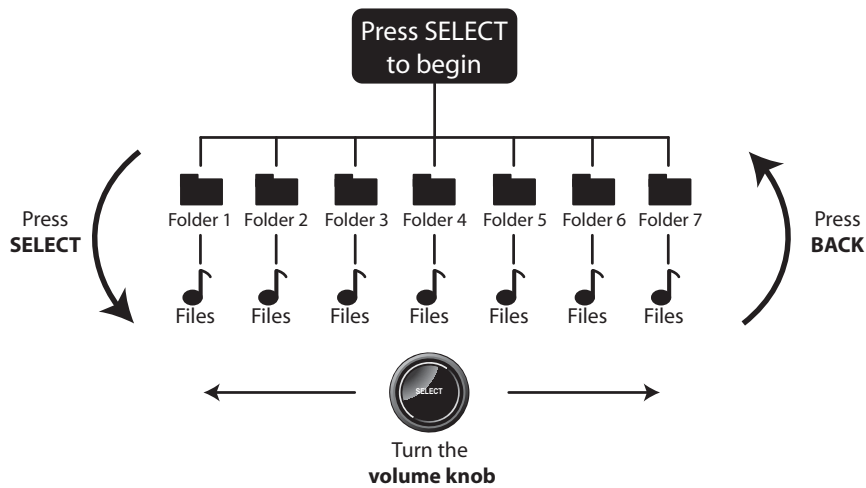 Press SELECT
to begin
Folder 1 Folder 2 Folder 3 Folder 4 Folder 5 Folder 6 Folder 7
Press
SELECT
Press
BACK
Files Files Files Files Files Files Files
SELECT
Turn the
volume knob